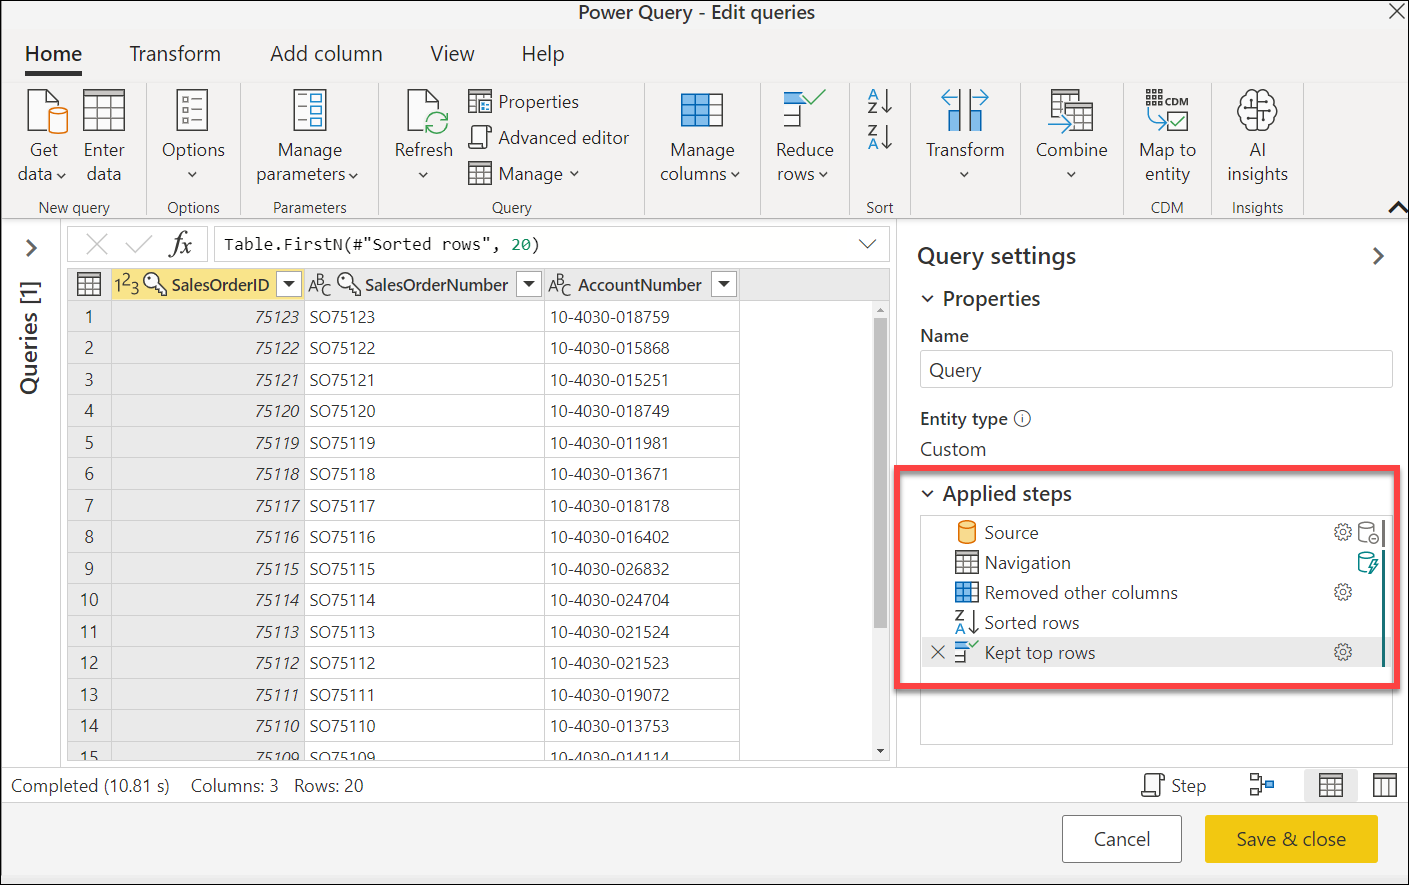 Power Query - Edit queries
Home Transform Add column View Help
Get data
Enter data
Options
Manage parameters
Refresh
Properties
Advanced editor
Manage
Manage columns
Reduce rows
A Z
Z A
Transform
Combine
CDM
Map to entity
AI insights
New query Options Parameters Query Sort CDM Insights
Queries [1]
fx Table.FirstN(#"Sorted rows", 20)
123 SalesOrderID ABC SalesOrderNumber ABC AccountNumber
1 75123 SO75123 10-4030-018759
2 75122 SO75122 10-4030-015868
3 75121 SO75121 10-4030-015251
4 75120 SO75120 10-4030-018749
5 75119 SO75119 10-4030-011981
6 75118 SO75118 10-4030-013671
7 75117 SO75117 10-4030-018178
8 75116 SO75116 10-4030-016402
9 75115 SO75115 10-4030-026832
10 75114 SO75114 10-4030-024704
11 75113 SO75113 10-4030-021524
12 75112 SO75112 10-4030-021523
13 75111 SO75111 10-4030-019072
14 75110 SO75110 10-4030-013753
15 75109 SO75109 10-4030-014114
Query settings
Properties
Name
Query
Entity type
Custom
Applied steps
Source
Navigation
Removed other columns
Z A Sorted rows
Kept top rows
Completed (10.81 s) Columns: 3 Rows: 20
Step
Cancel
Save & close